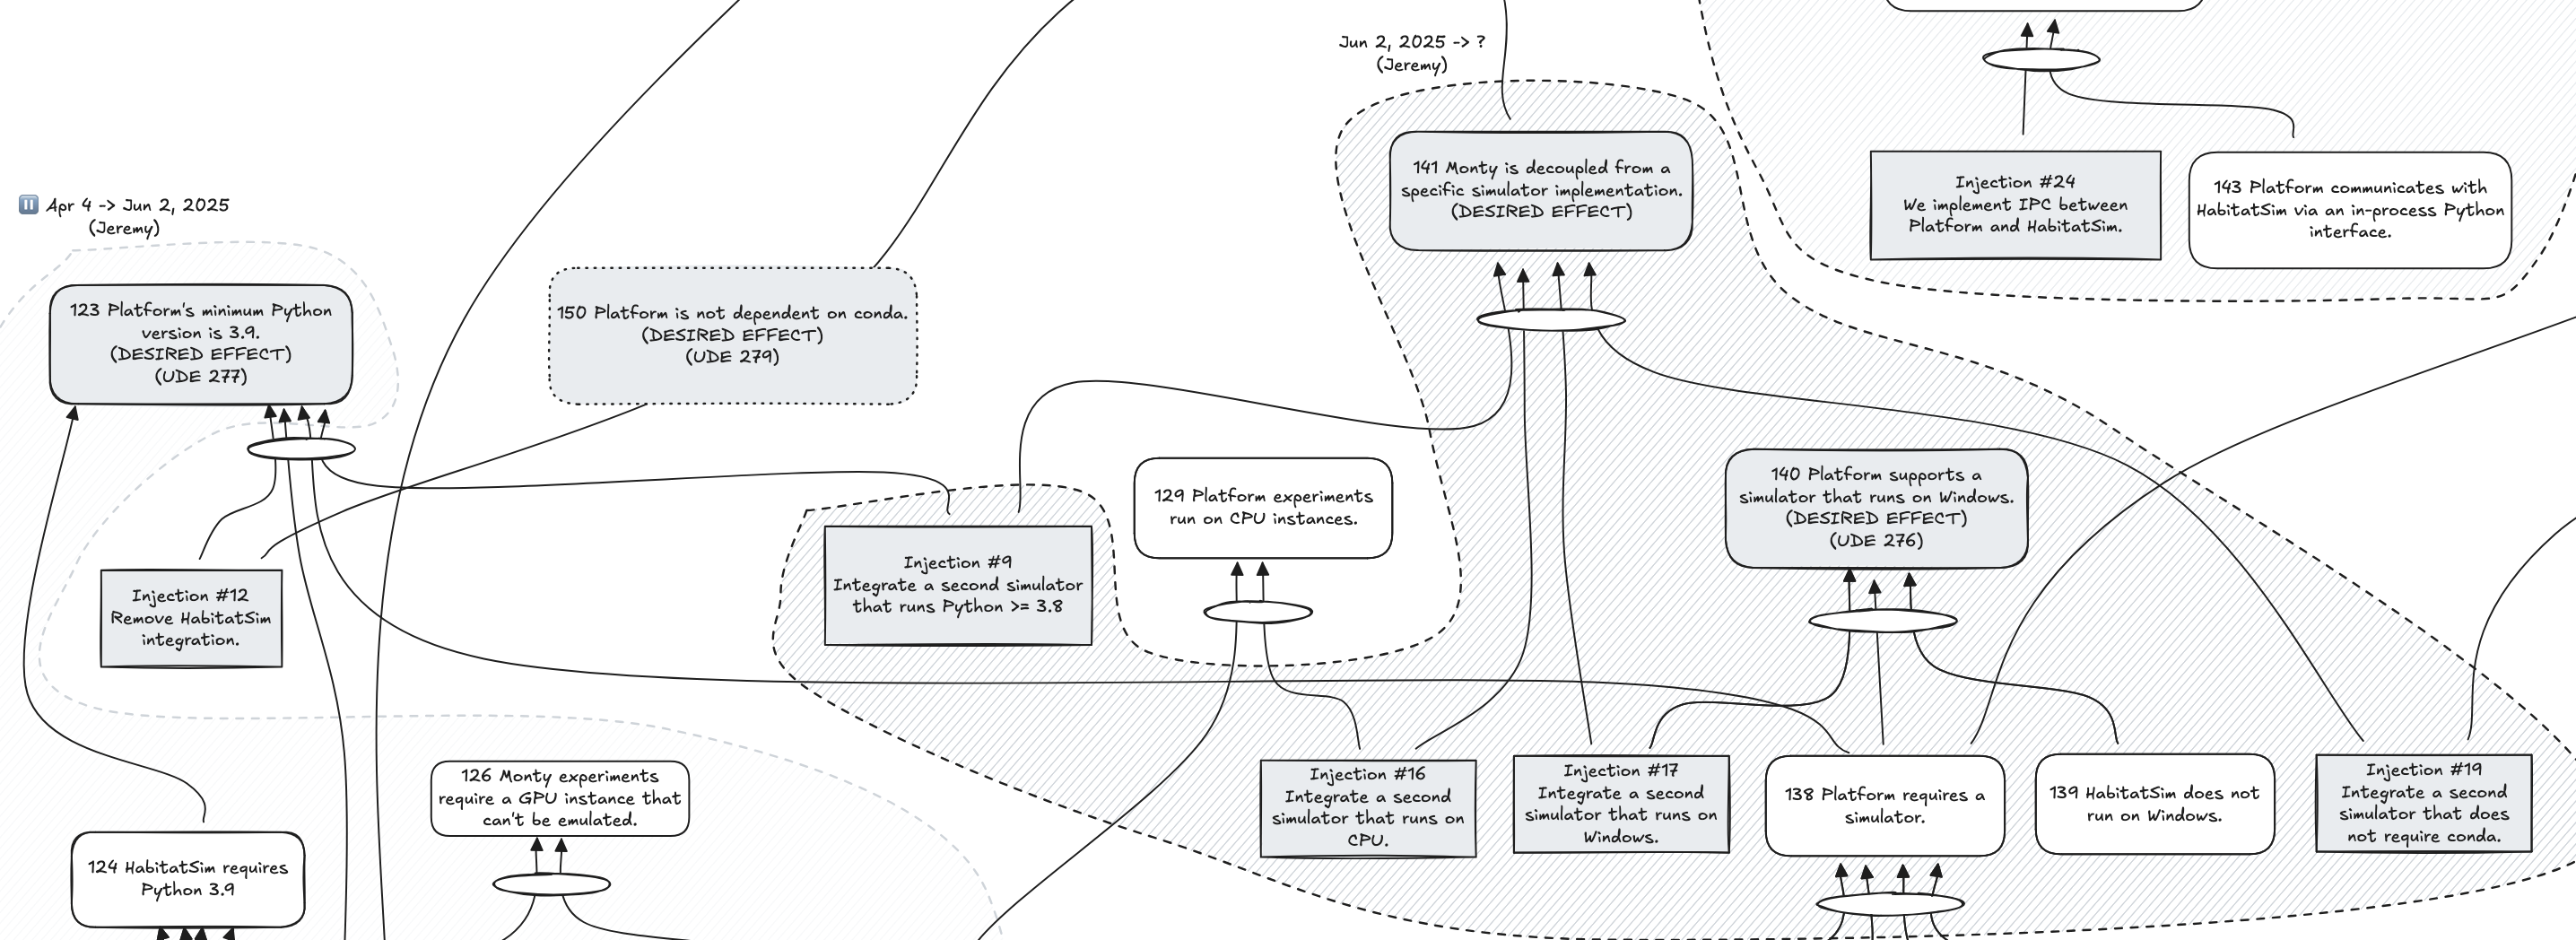 Jun 2, 2025 -> ?
(Jeremy)
141 Monty is decoupled from a
specific simulator implementation.
(DESIRED EFFECT)
Injection #24
We implement IPC between
Platform and HabitatSim.
143 Platform communicates with
HabitatSim via an in-process Python
interface.
⏸️ Apr 4 -> Jun 2, 2025
(Jeremy)
123 Platform's minimum Python
version is 3.9.
(DESIRED EFFECT)
(UDE 277)
150 Platform is not dependent on conda.
(DESIRED EFFECT)
(UDE 279)
129 Platform experiments
run on CPU instances.
140 Platform supports a
simulator that runs on Windows.
(DESIRED EFFECT)
(UDE 276)
Injection #12
Remove HabitatSim
integration.
Injection #9
Integrate a second simulator
that runs Python >= 3.8
126 Monty experiments
require a GPU instance that
can't be emulated.
Injection #16
Integrate a second
simulator that runs on
CPU.
Injection #17
Integrate a second
simulator that runs on
Windows.
138 Platform requires a
simulator.
139 HabitatSim does not
run on Windows.
Injection #19
Integrate a second
simulator that does
not require conda.
124 HabitatSim requires
Python 3.9